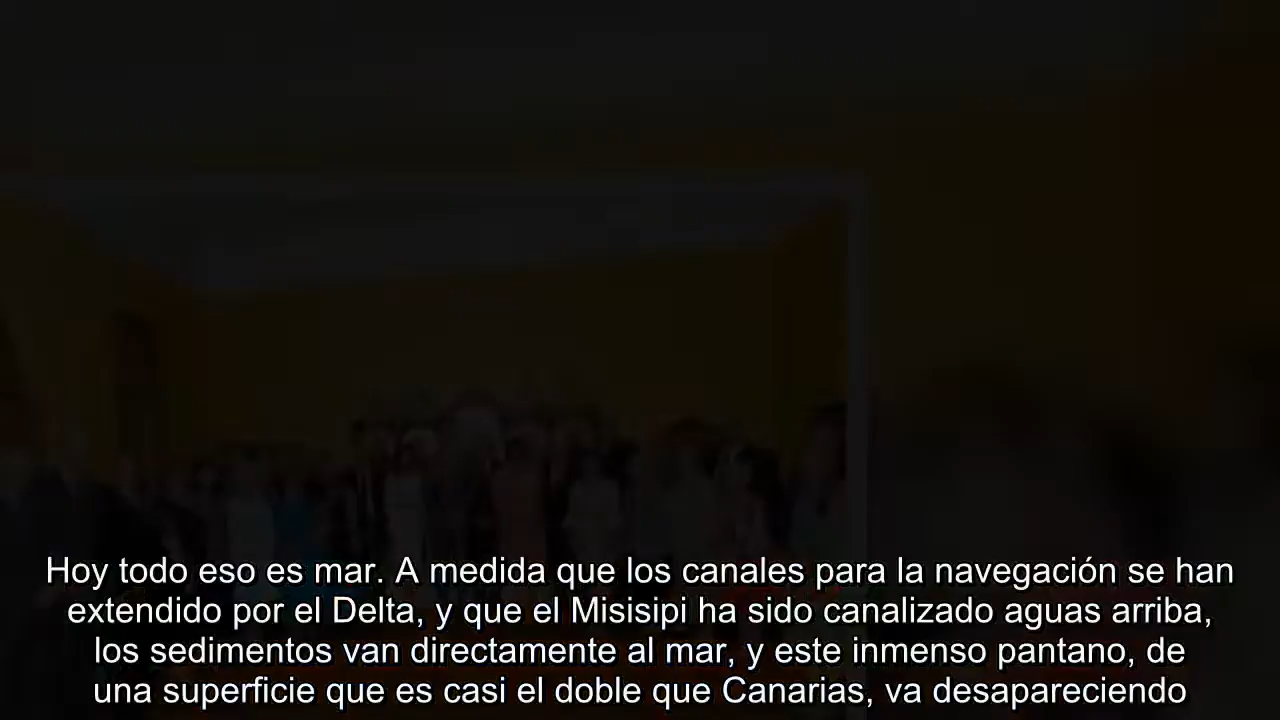 Hoy todo eso es mar. A medida que los canales para la navegación se han
extendido por el Delta, y que el Misisipi ha sido canalizado aguas arriba,
los sedimentos van directamente al mar, y este inmenso pantano, de
una superficie que es casi el doble que Canarias, va desapareciendo